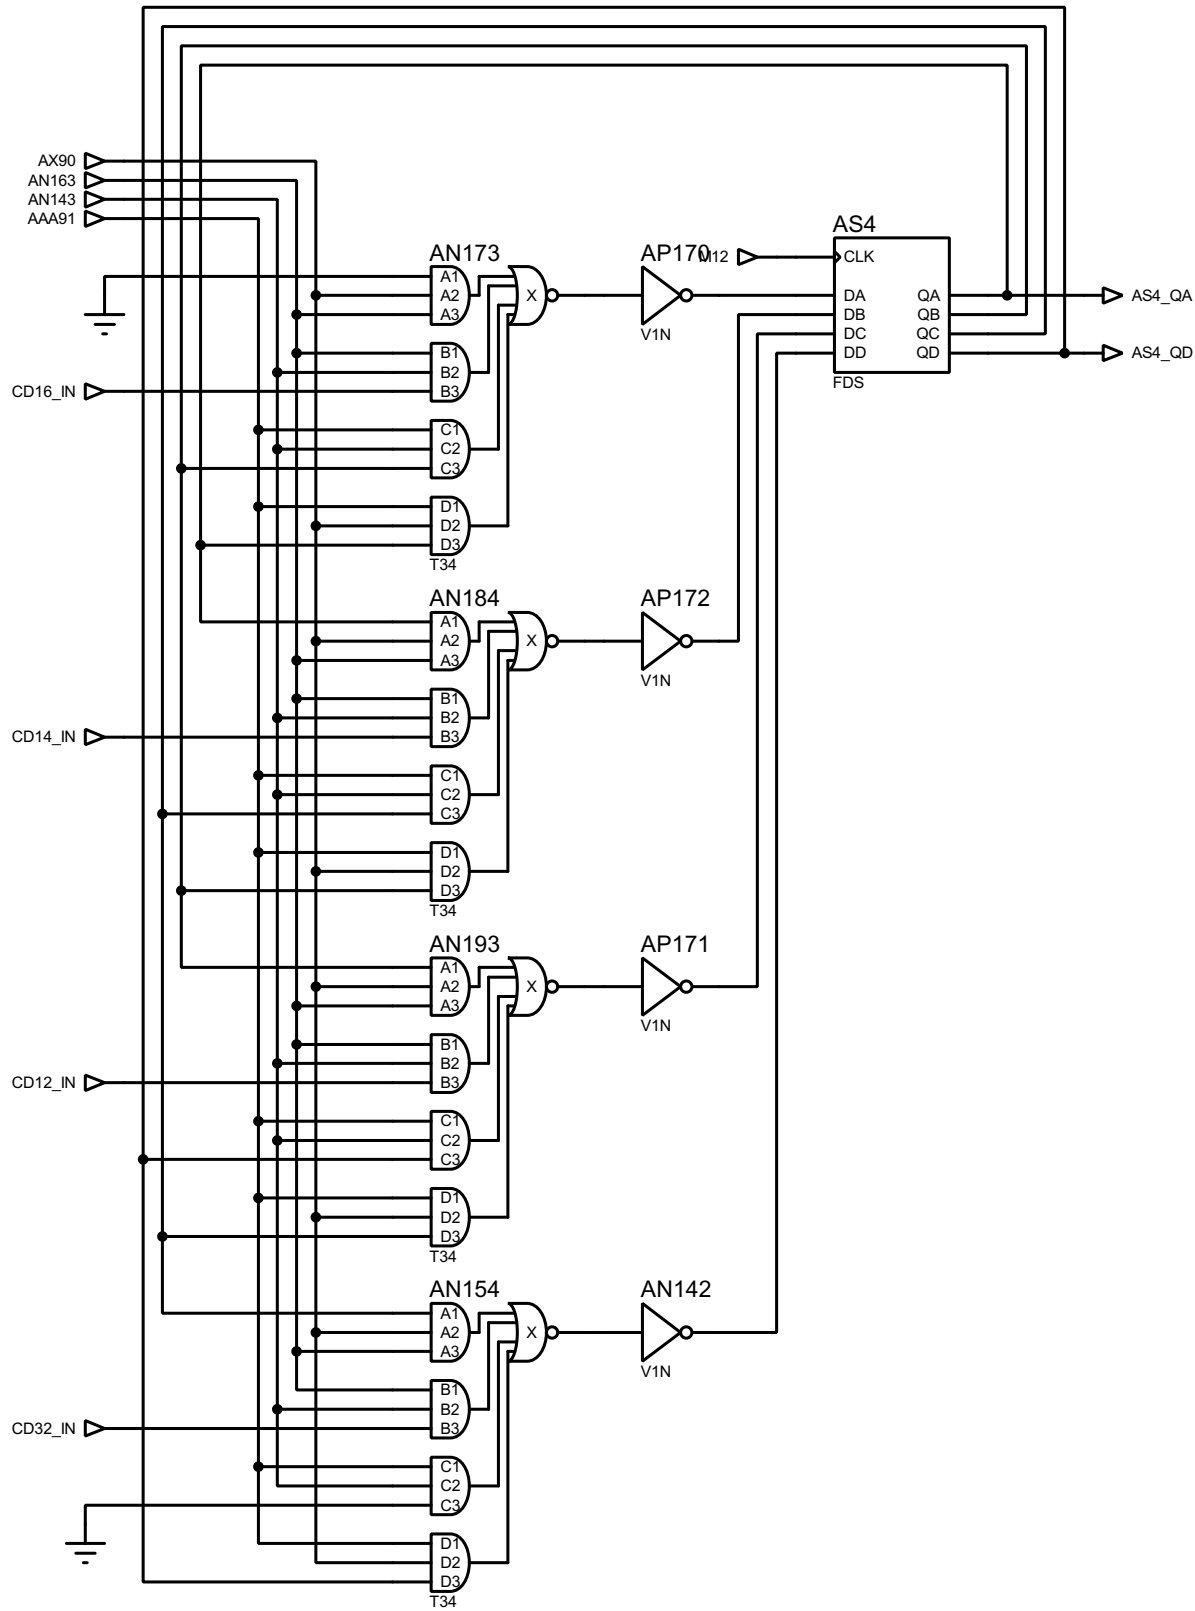 AX90
AN163
AN143
AAA91
AN173
A1
A2
A3
X
B1
B2
B3
CD16_IN
C1
C2
C3
D1
D2
D3
T34
AP170
V1N
AS4
CLK
DA QA
DB QB
DC QC
DD QD
FDS
AS4_QA
AS4_QD
AN184
A1
A2
A3
X
B1
B2
B3
CD14_IN
C1
C2
C3
D1
D2
D3
T34
AP172
V1N
AN193
A1
A2
A3
X
B1
B2
B3
CD12_IN
C1
C2
C3
D1
D2
D3
T34
AP171
V1N
AN154
A1
A2
A3
X
B1
B2
B3
CD32_IN
C1
C2
C3
D1
D2
D3
T34
AN142
V1N